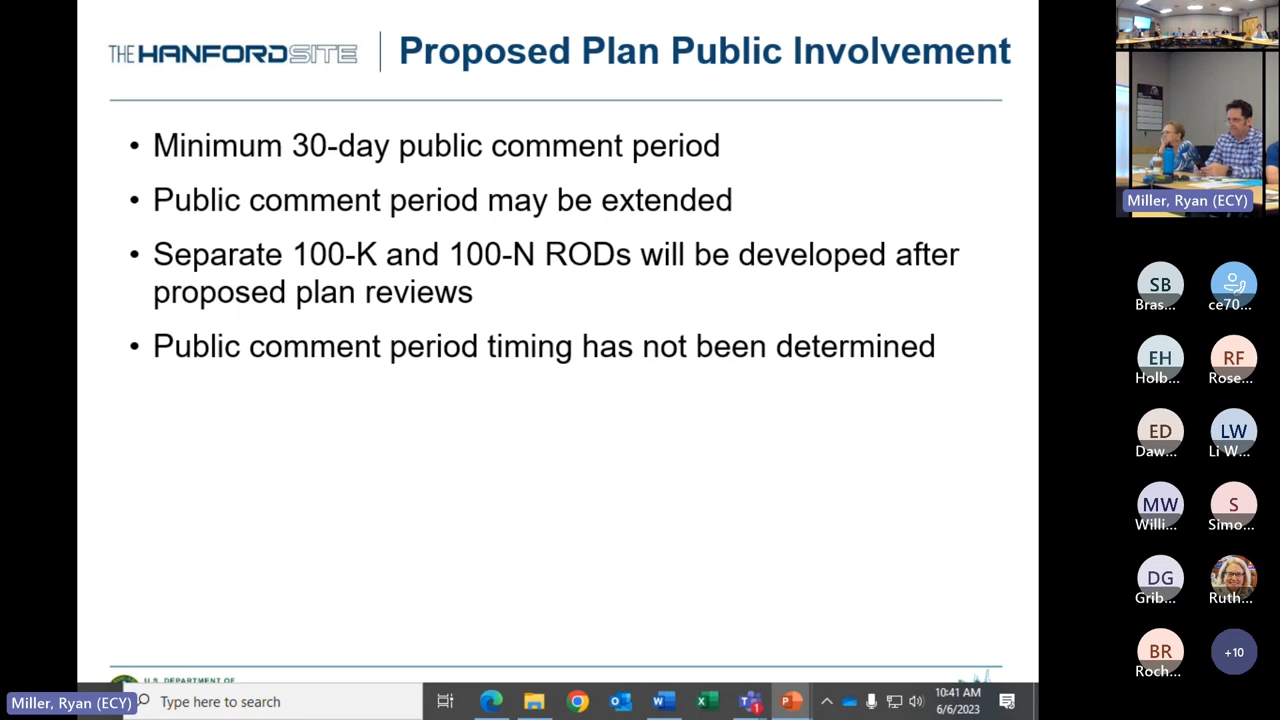 THE HANFORD SITE
Proposed Plan Public Involvement
• Minimum 30-day public comment period
• Public comment period may be extended
• Separate 100-K and 100-N RODs will be developed after
proposed plan reviews
• Public comment period timing has not been determined
U.S. DEPARTMENT OF
Miller, Ryan (ECY)
SB
Bras...
ce70...
EH
Holb...
RF
Rose...
ED
Daw...
LW
Li W...
MW
Willi...
S
Simo...
DG
Grib...
Ruth...
BR
Roch...
+10
Miller, Ryan (ECY)
Type here to search
10:41 AM
6/6/2023